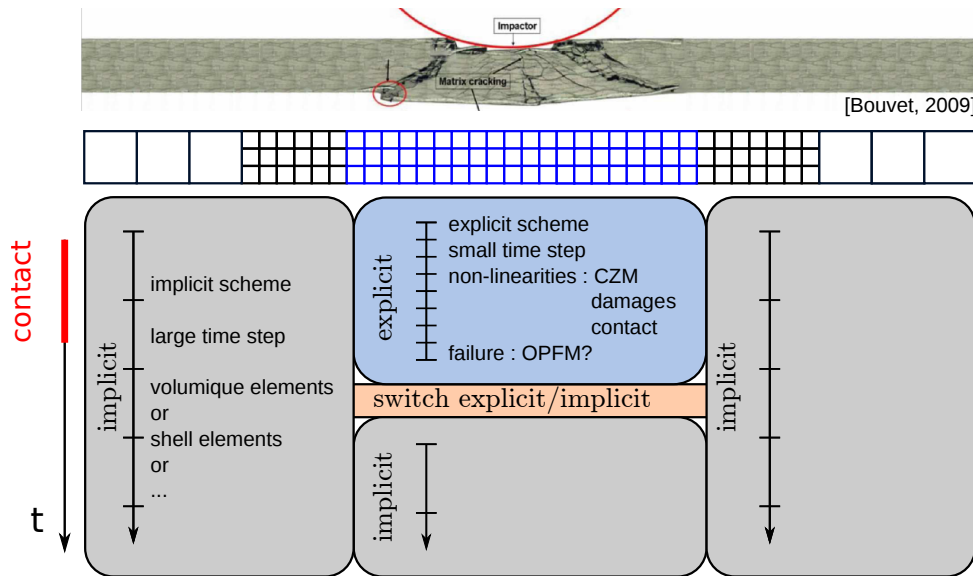 Impactor
Matrix cracking
[Bouvet, 2009]
contact
t
implicit
implicit scheme
large time step
volumique elements
or
shell elements
or
...
explicit
explicit scheme
small time step
non-linearities : CZM
damages
contact
failure : OPFM?
switch explicit/implicit
implicit
implicit